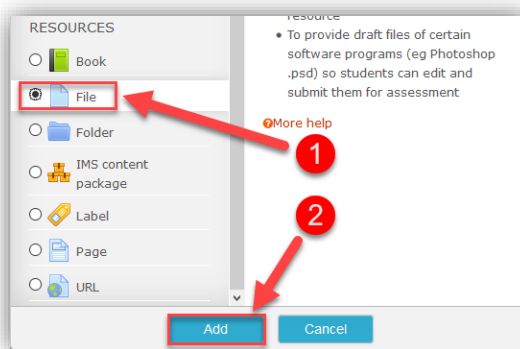 RESOURCES
Book
File
Folder
IMS content
package
Label
Page
URL
resource
• To provide draft files of certain
software programs (eg Photoshop
.psd) so students can edit and
submit them for assessment
More help
1
2
Add
Cancel